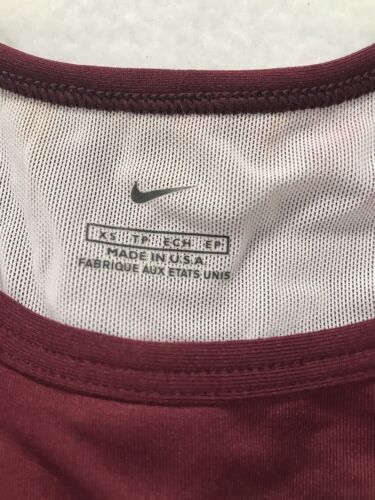 XS TP ECH EP
MADE IN U.S.A.
FABRIQUE AUX ETATS UNIS